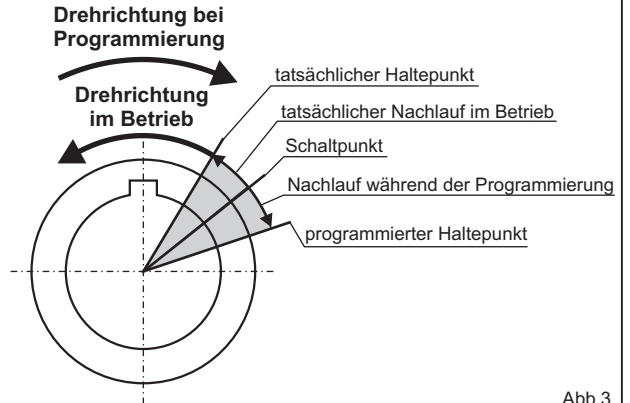 Drehrichtung bei
Programmierung
Drehrichtung
im Betrieb
tatsächlicher Haltepunkt
tatsächlicher Nachlauf im Betrieb
Schaltpunkt
Nachlauf während der Programmierung
programmierter Haltepunkt
Abb.3